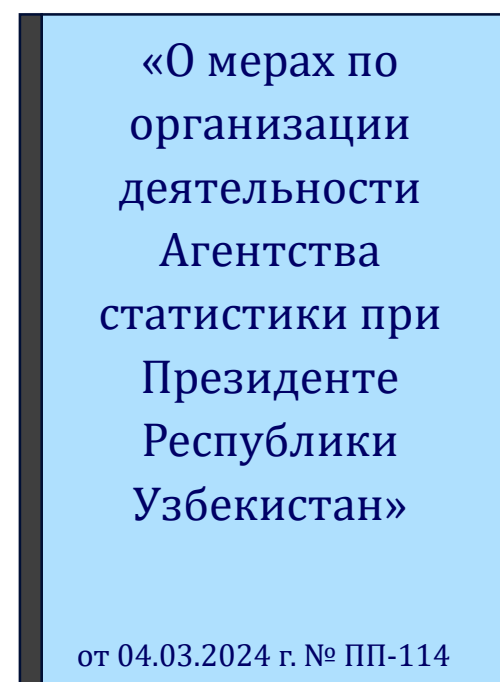 «О мерах по
организации
деятельности
Агентства
статистики при
Президенте
Республики
Узбекистан»
от 04.03.2024 г. № ПП-114